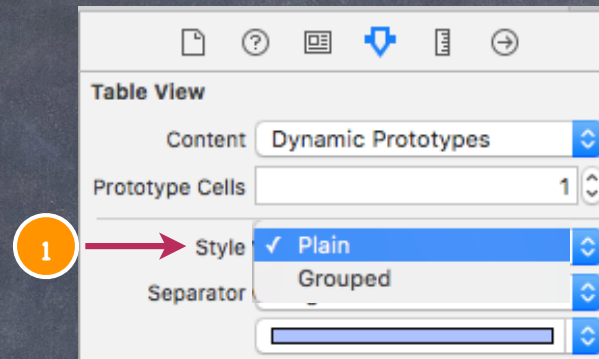 Table View
Content Dynamic Prototypes
Prototype Cells 1
1 Style ✓ Plain
Grouped
Separator